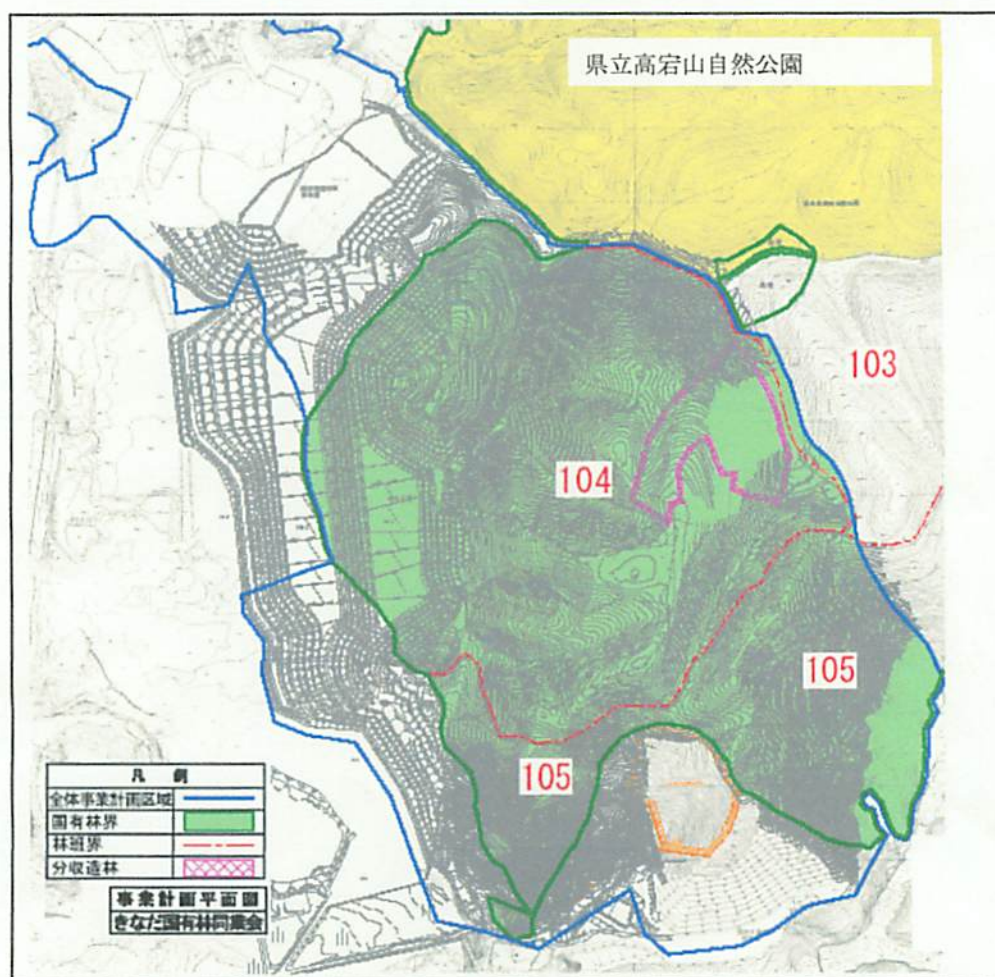 県立高宕山自然公園
103
104
105
105
凡 例
全体事業計画区域
国有林界
林班界
分収造林
事業計画平面図
きなだ国有林同業会